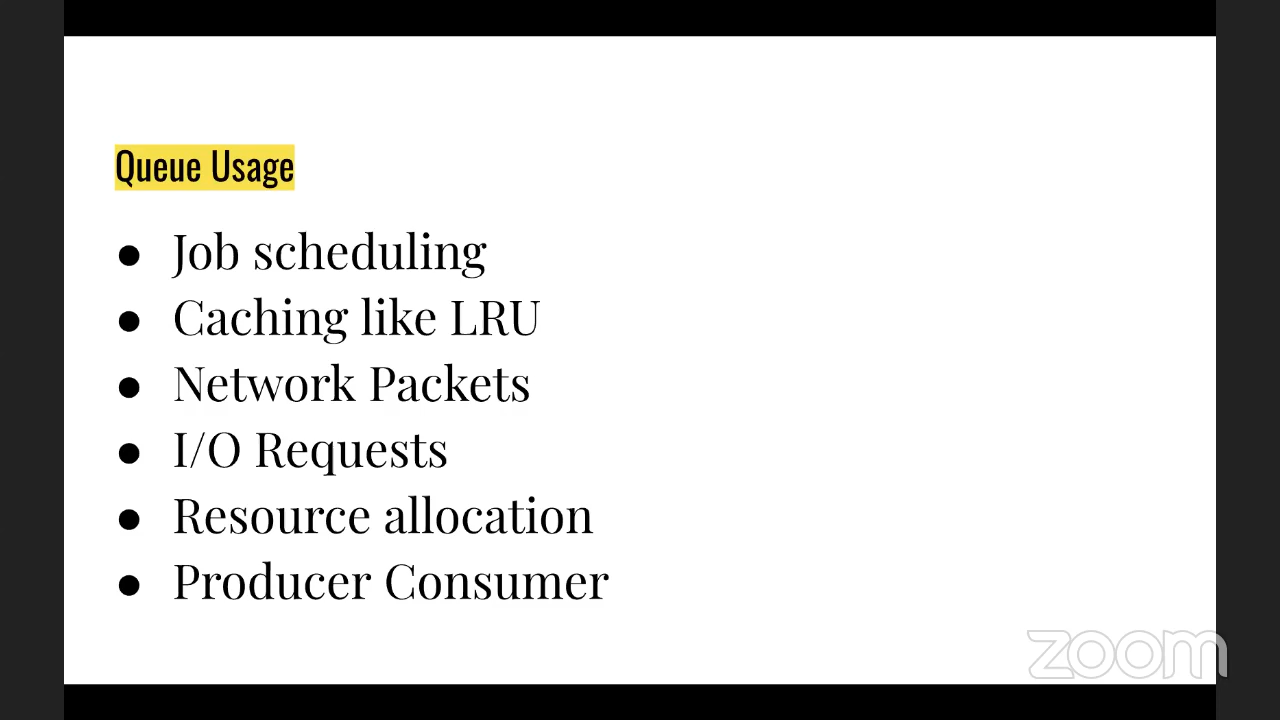 Queue Usage
● Job scheduling
● Caching like LRU
● Network Packets
● I/O Requests
● Resource allocation
● Producer Consumer
zoom